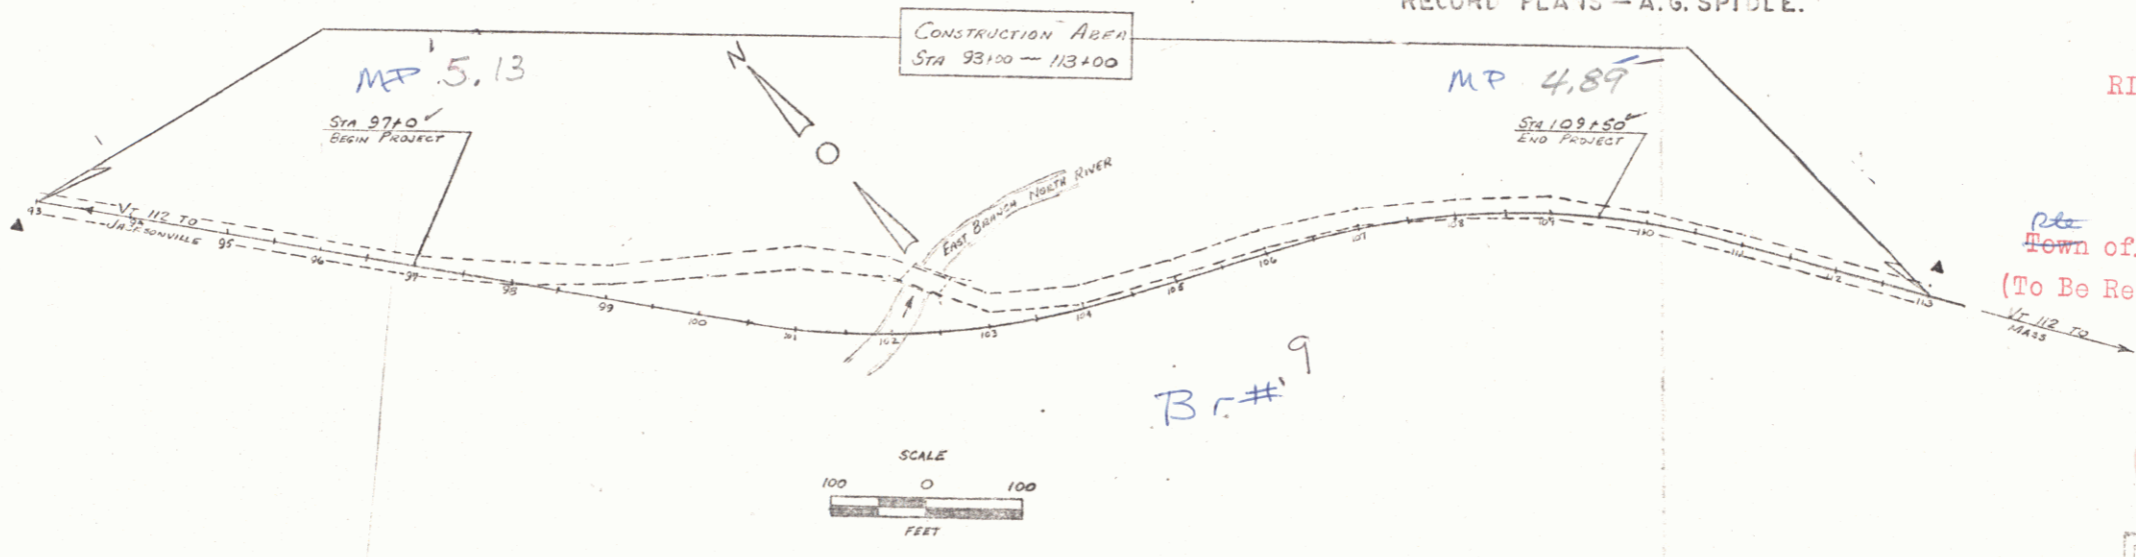 RECORD PLANS - A.G. SPIDLE.
CONSTRUCTION AREA
STA 93+00 — 113+00
MP 5.13
MP 4.89
RI
STA 97+0 ✓
BEGIN PROJECT
STA 109+50 ✓
END PROJECT
N
EAST BRANCH NORTH RIVER
VT 112 TO
JACKSONVILLE
Rte
Town of
(To Be Re
VT 112 TO
MASS
93
95
96
97
98
99
100
101
102
103
104
105
106
107
108
109
110
111
112
113
Br. # 9
SCALE
100 0 100
FEET